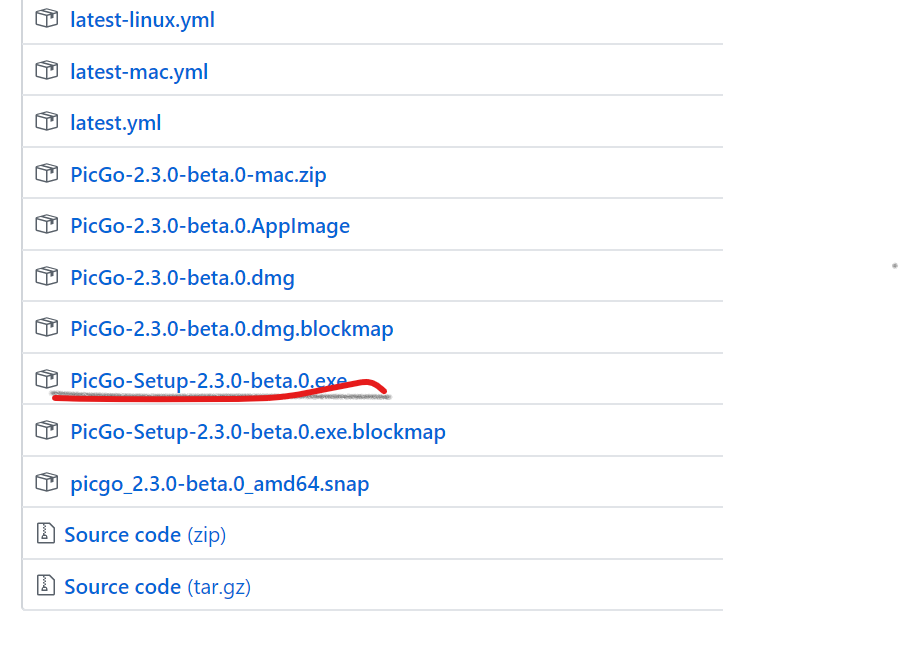 latest-linux.yml
latest-mac.yml
latest.yml
PicGo-2.3.0-beta.0-mac.zip
PicGo-2.3.0-beta.0.AppImage
PicGo-2.3.0-beta.0.dmg
PicGo-2.3.0-beta.0.dmg.blockmap
PicGo-Setup-2.3.0-beta.0.exe
PicGo-Setup-2.3.0-beta.0.exe.blockmap
picgo_2.3.0-beta.0_amd64.snap
Source code (zip)
Source code (tar.gz)